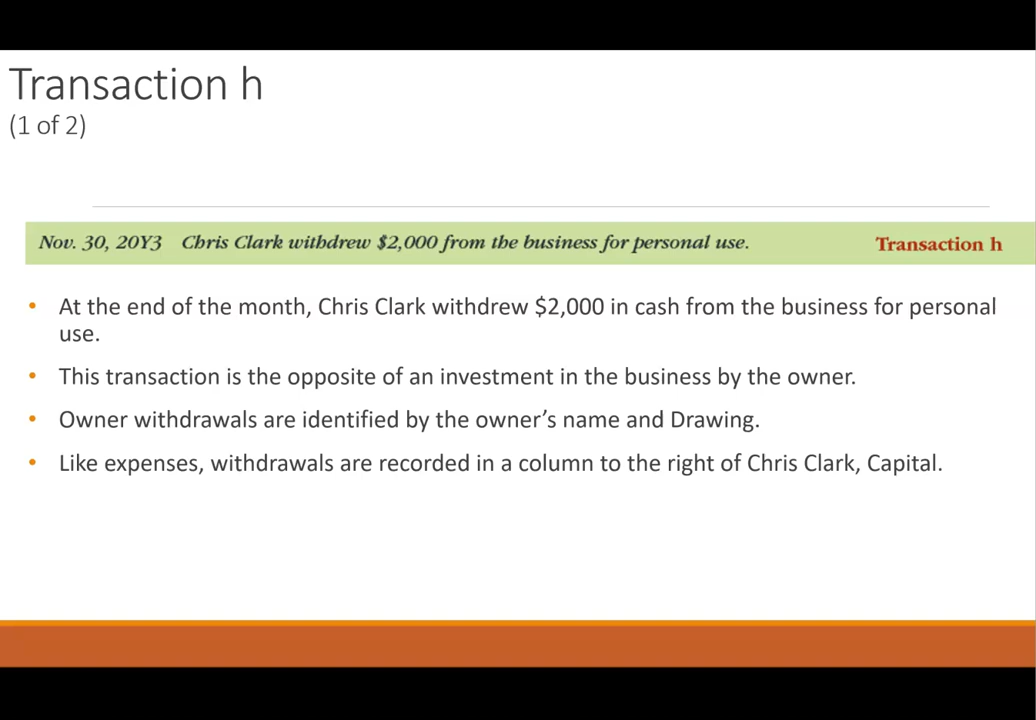 Transaction h
(1 of 2)
Nov. 30, 20Y3 Chris Clark withdrew $2,000 from the business for personal use. Transaction h
• At the end of the month, Chris Clark withdrew $2,000 in cash from the business for personal
use.
• This transaction is the opposite of an investment in the business by the owner.
• Owner withdrawals are identified by the owner’s name and Drawing.
• Like expenses, withdrawals are recorded in a column to the right of Chris Clark, Capital.